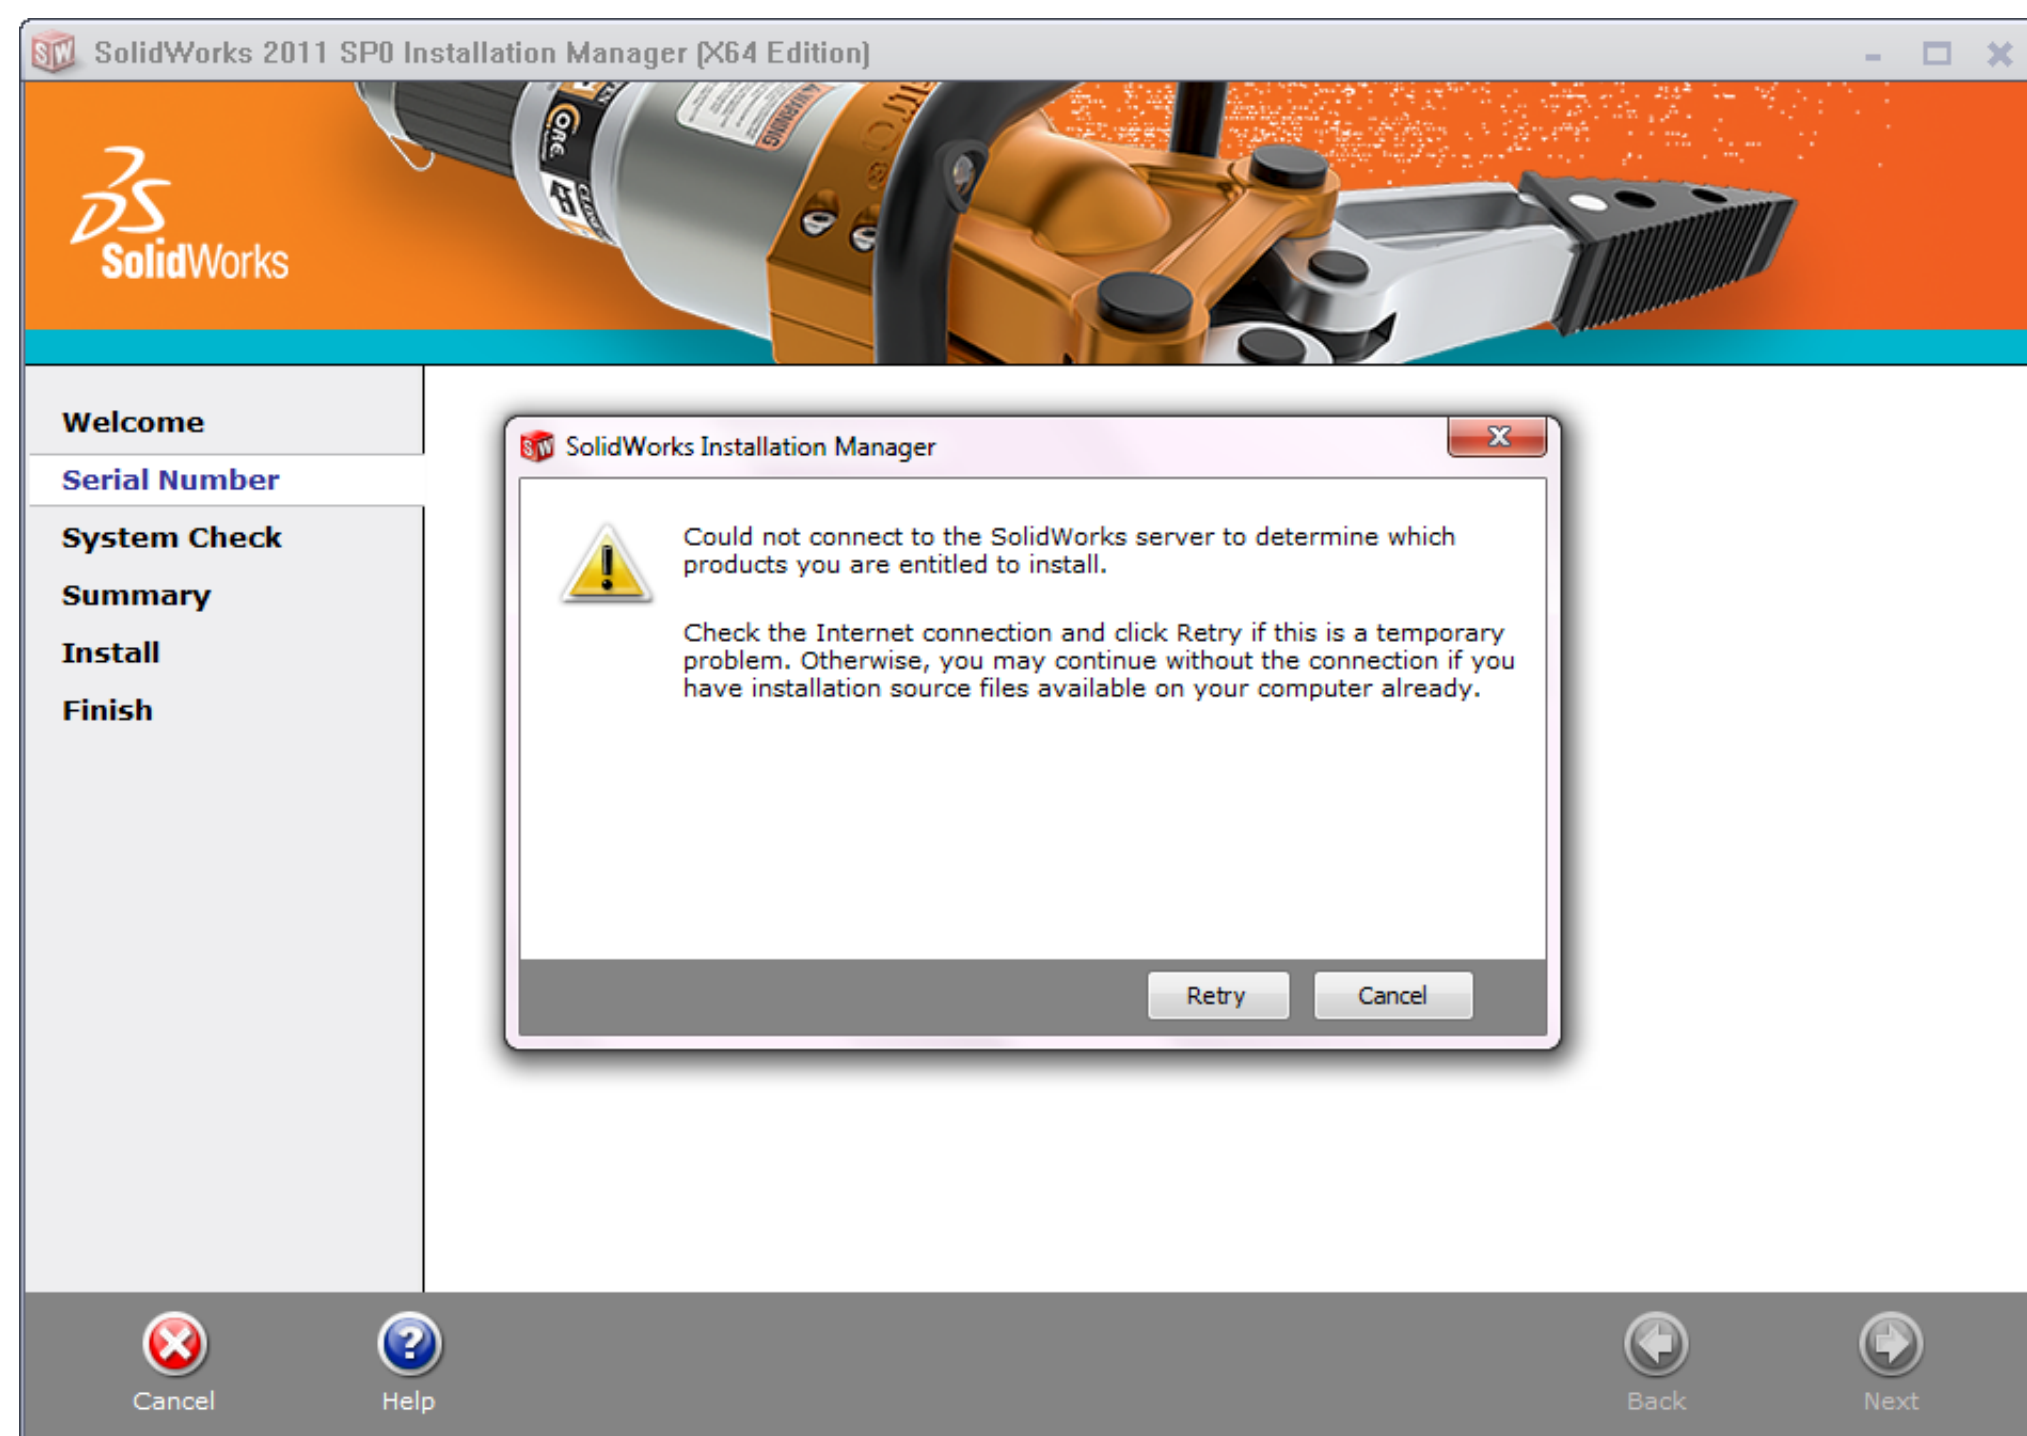 SolidWorks 2011 SP0 Installation Manager (X64 Edition)
WARNING
CORE
SolidWorks
Welcome
Serial Number
System Check
Summary
Install
Finish
SolidWorks Installation Manager
Could not connect to the SolidWorks server to determine which
products you are entitled to install.
Check the Internet connection and click Retry if this is a temporary
problem. Otherwise, you may continue without the connection if you
have installation source files available on your computer already.
Retry
Cancel
Cancel
Help
Back
Next